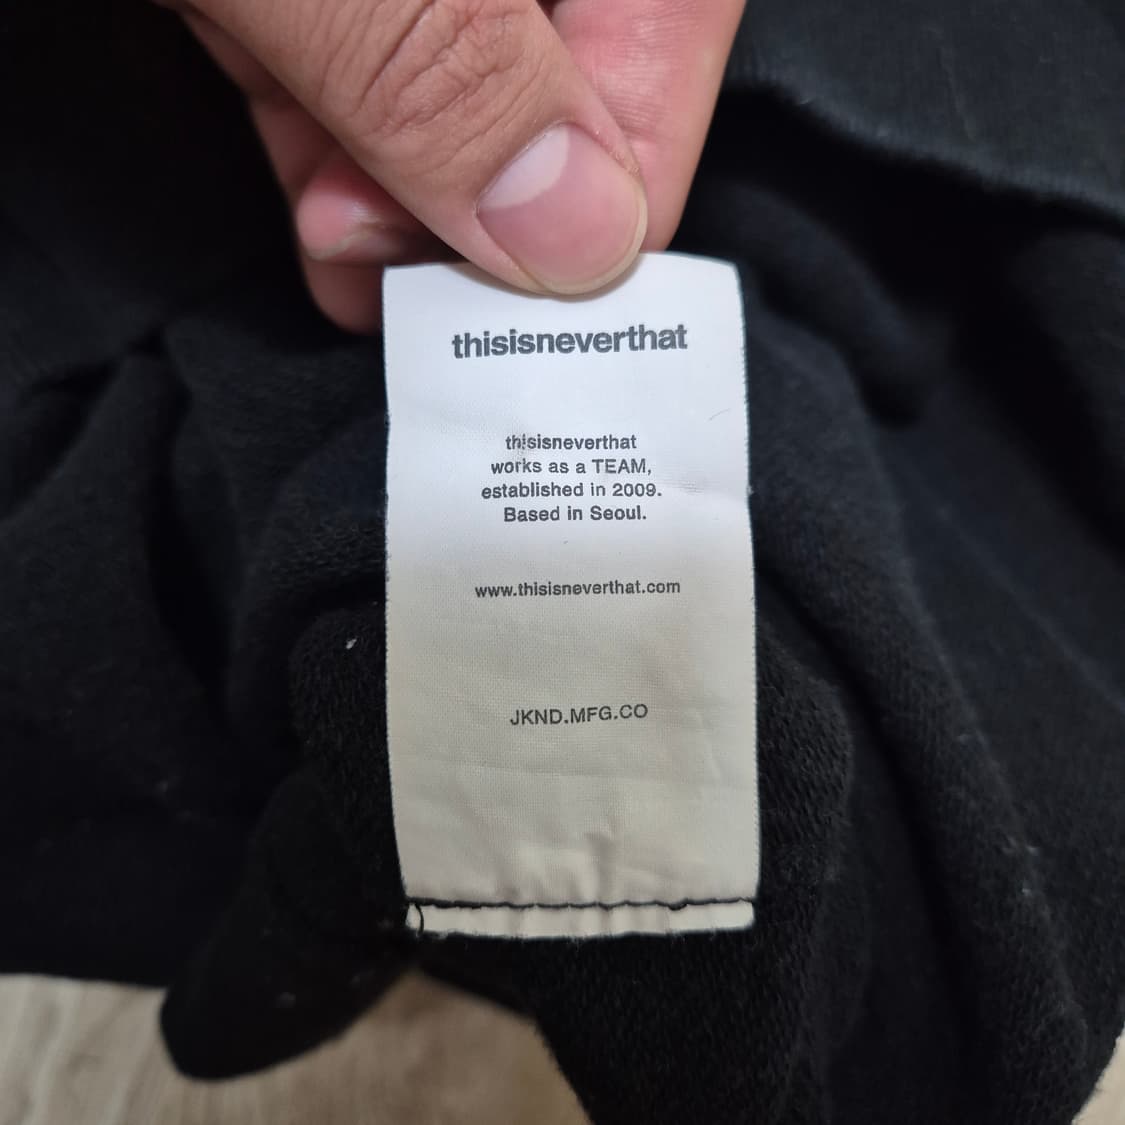 thisisneverthat
thisisneverthat
works as a TEAM,
established in 2009.
Based in Seoul.
www.thisisneverthat.com
JKND.MFG.CO